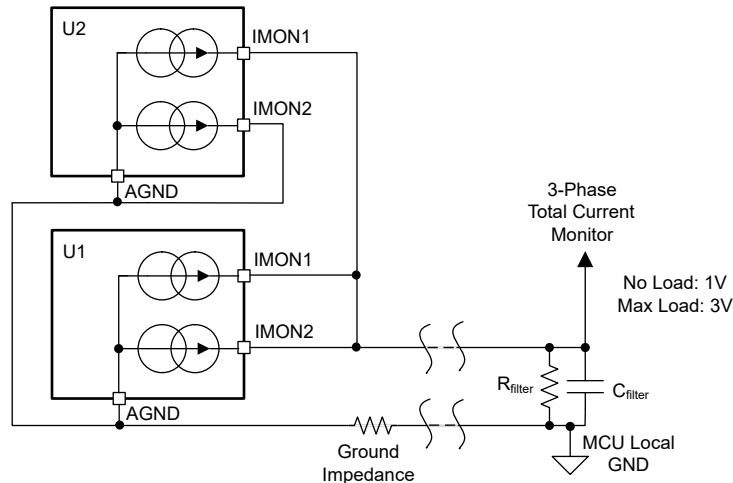 U2
IMON1
IMON2
AGND
U1
IMON1
IMON2
AGND
Ground
Impedance
3-Phase
Total Current
Monitor
No Load: 1V
Max Load: 3V
Rfilter
Cfilter
MCU Local
GND